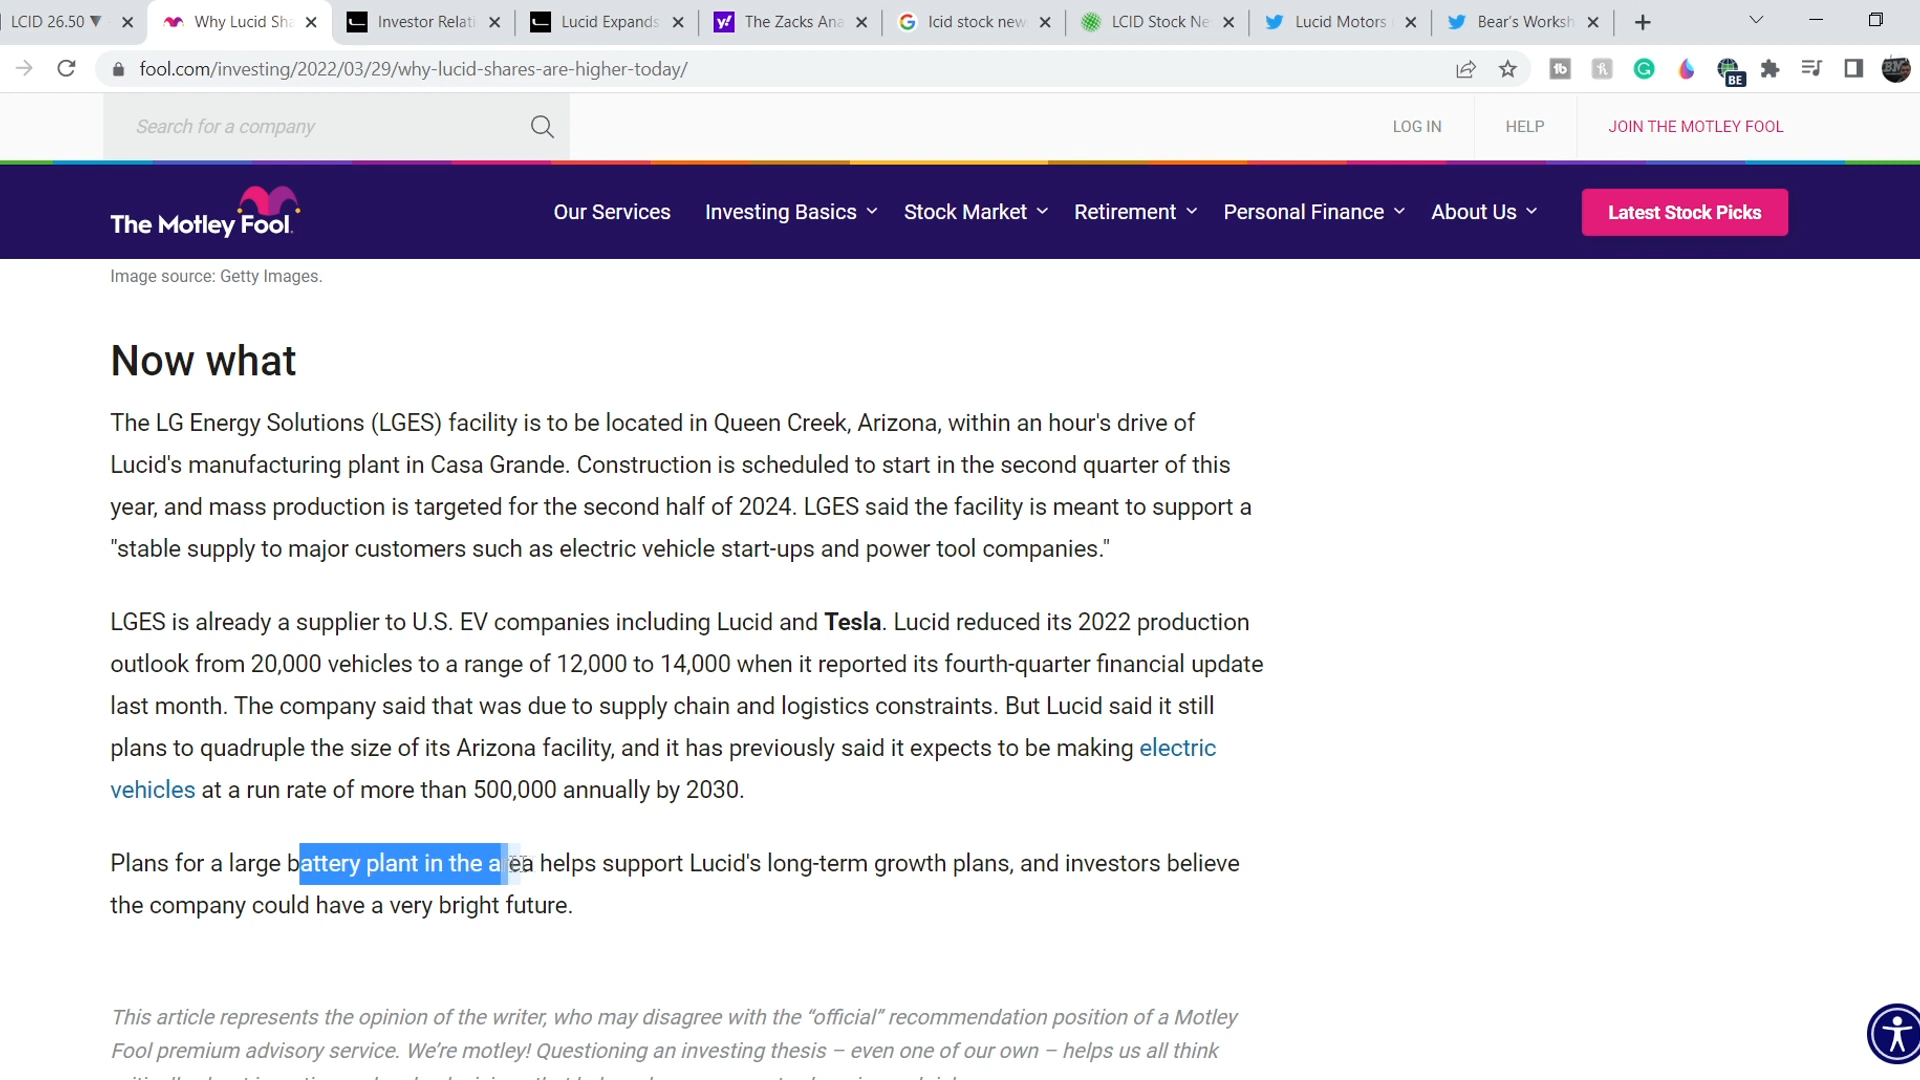 LCID 26.50 ▼
Why Lucid Sha
Investor Relati
Lucid Expands
The Zacks Ana
lcid stock new
LCID Stock Ne
Lucid Motors
Bear's Worksh
fool.com/investing/2022/03/29/why-lucid-shares-are-higher-today/
BE
Search for a company
LOG IN
HELP
JOIN THE MOTLEY FOOL
The Motley Fool.
Our Services
Investing Basics
Stock Market
Retirement
Personal Finance
About Us
Latest Stock Picks
Image source: Getty Images.
Now what
The LG Energy Solutions (LGES) facility is to be located in Queen Creek, Arizona, within an hour's drive of
Lucid's manufacturing plant in Casa Grande. Construction is scheduled to start in the second quarter of this
year, and mass production is targeted for the second half of 2024. LGES said the facility is meant to support a
"stable supply to major customers such as electric vehicle start-ups and power tool companies."
LGES is already a supplier to U.S. EV companies including Lucid and Tesla. Lucid reduced its 2022 production
outlook from 20,000 vehicles to a range of 12,000 to 14,000 when it reported its fourth-quarter financial update
last month. The company said that was due to supply chain and logistics constraints. But Lucid said it still
plans to quadruple the size of its Arizona facility, and it has previously said it expects to be making electric
vehicles at a run rate of more than 500,000 annually by 2030.
Plans for a large battery plant in the area helps support Lucid's long-term growth plans, and investors believe
the company could have a very bright future.
This article represents the opinion of the writer, who may disagree with the “official” recommendation position of a Motley
Fool premium advisory service. We’re motley! Questioning an investing thesis – even one of our own – helps us all think